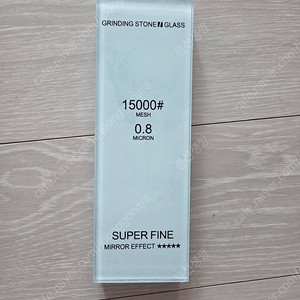 GRINDING STONE GLASS
15000#
MESH
0.8
MICRON
SUPER FINE
MIRROR EFFECT ★★★★★